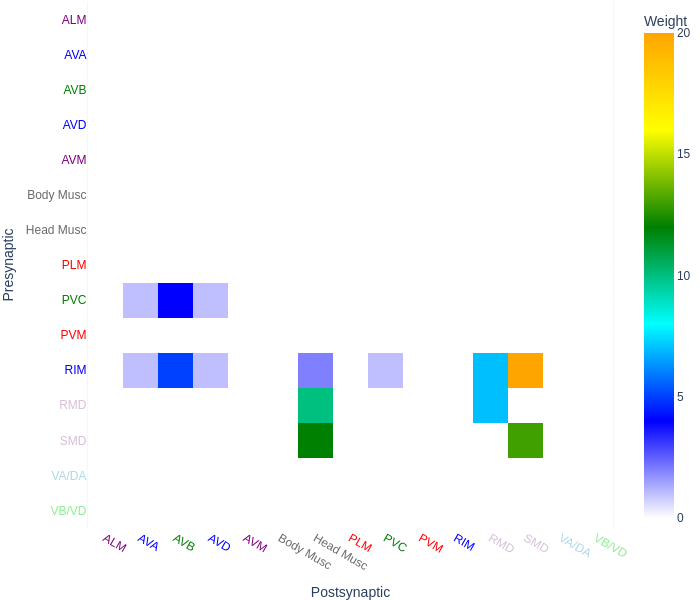 Weight
ALM
AVA
AVB
AVD
AVM
Body Musc
Head Musc
PLM
PVC
PVM
RIM
RMD
SMD
VA/DA
VB/VD
Presynaptic
20
15
10
5
0
ALM
AVA
AVB
AVD
AVM
Body Musc
Head Musc
PLM
PVC
PVM
RIM
RMD
SMD
VA/DA
VB/VD
Postsynaptic